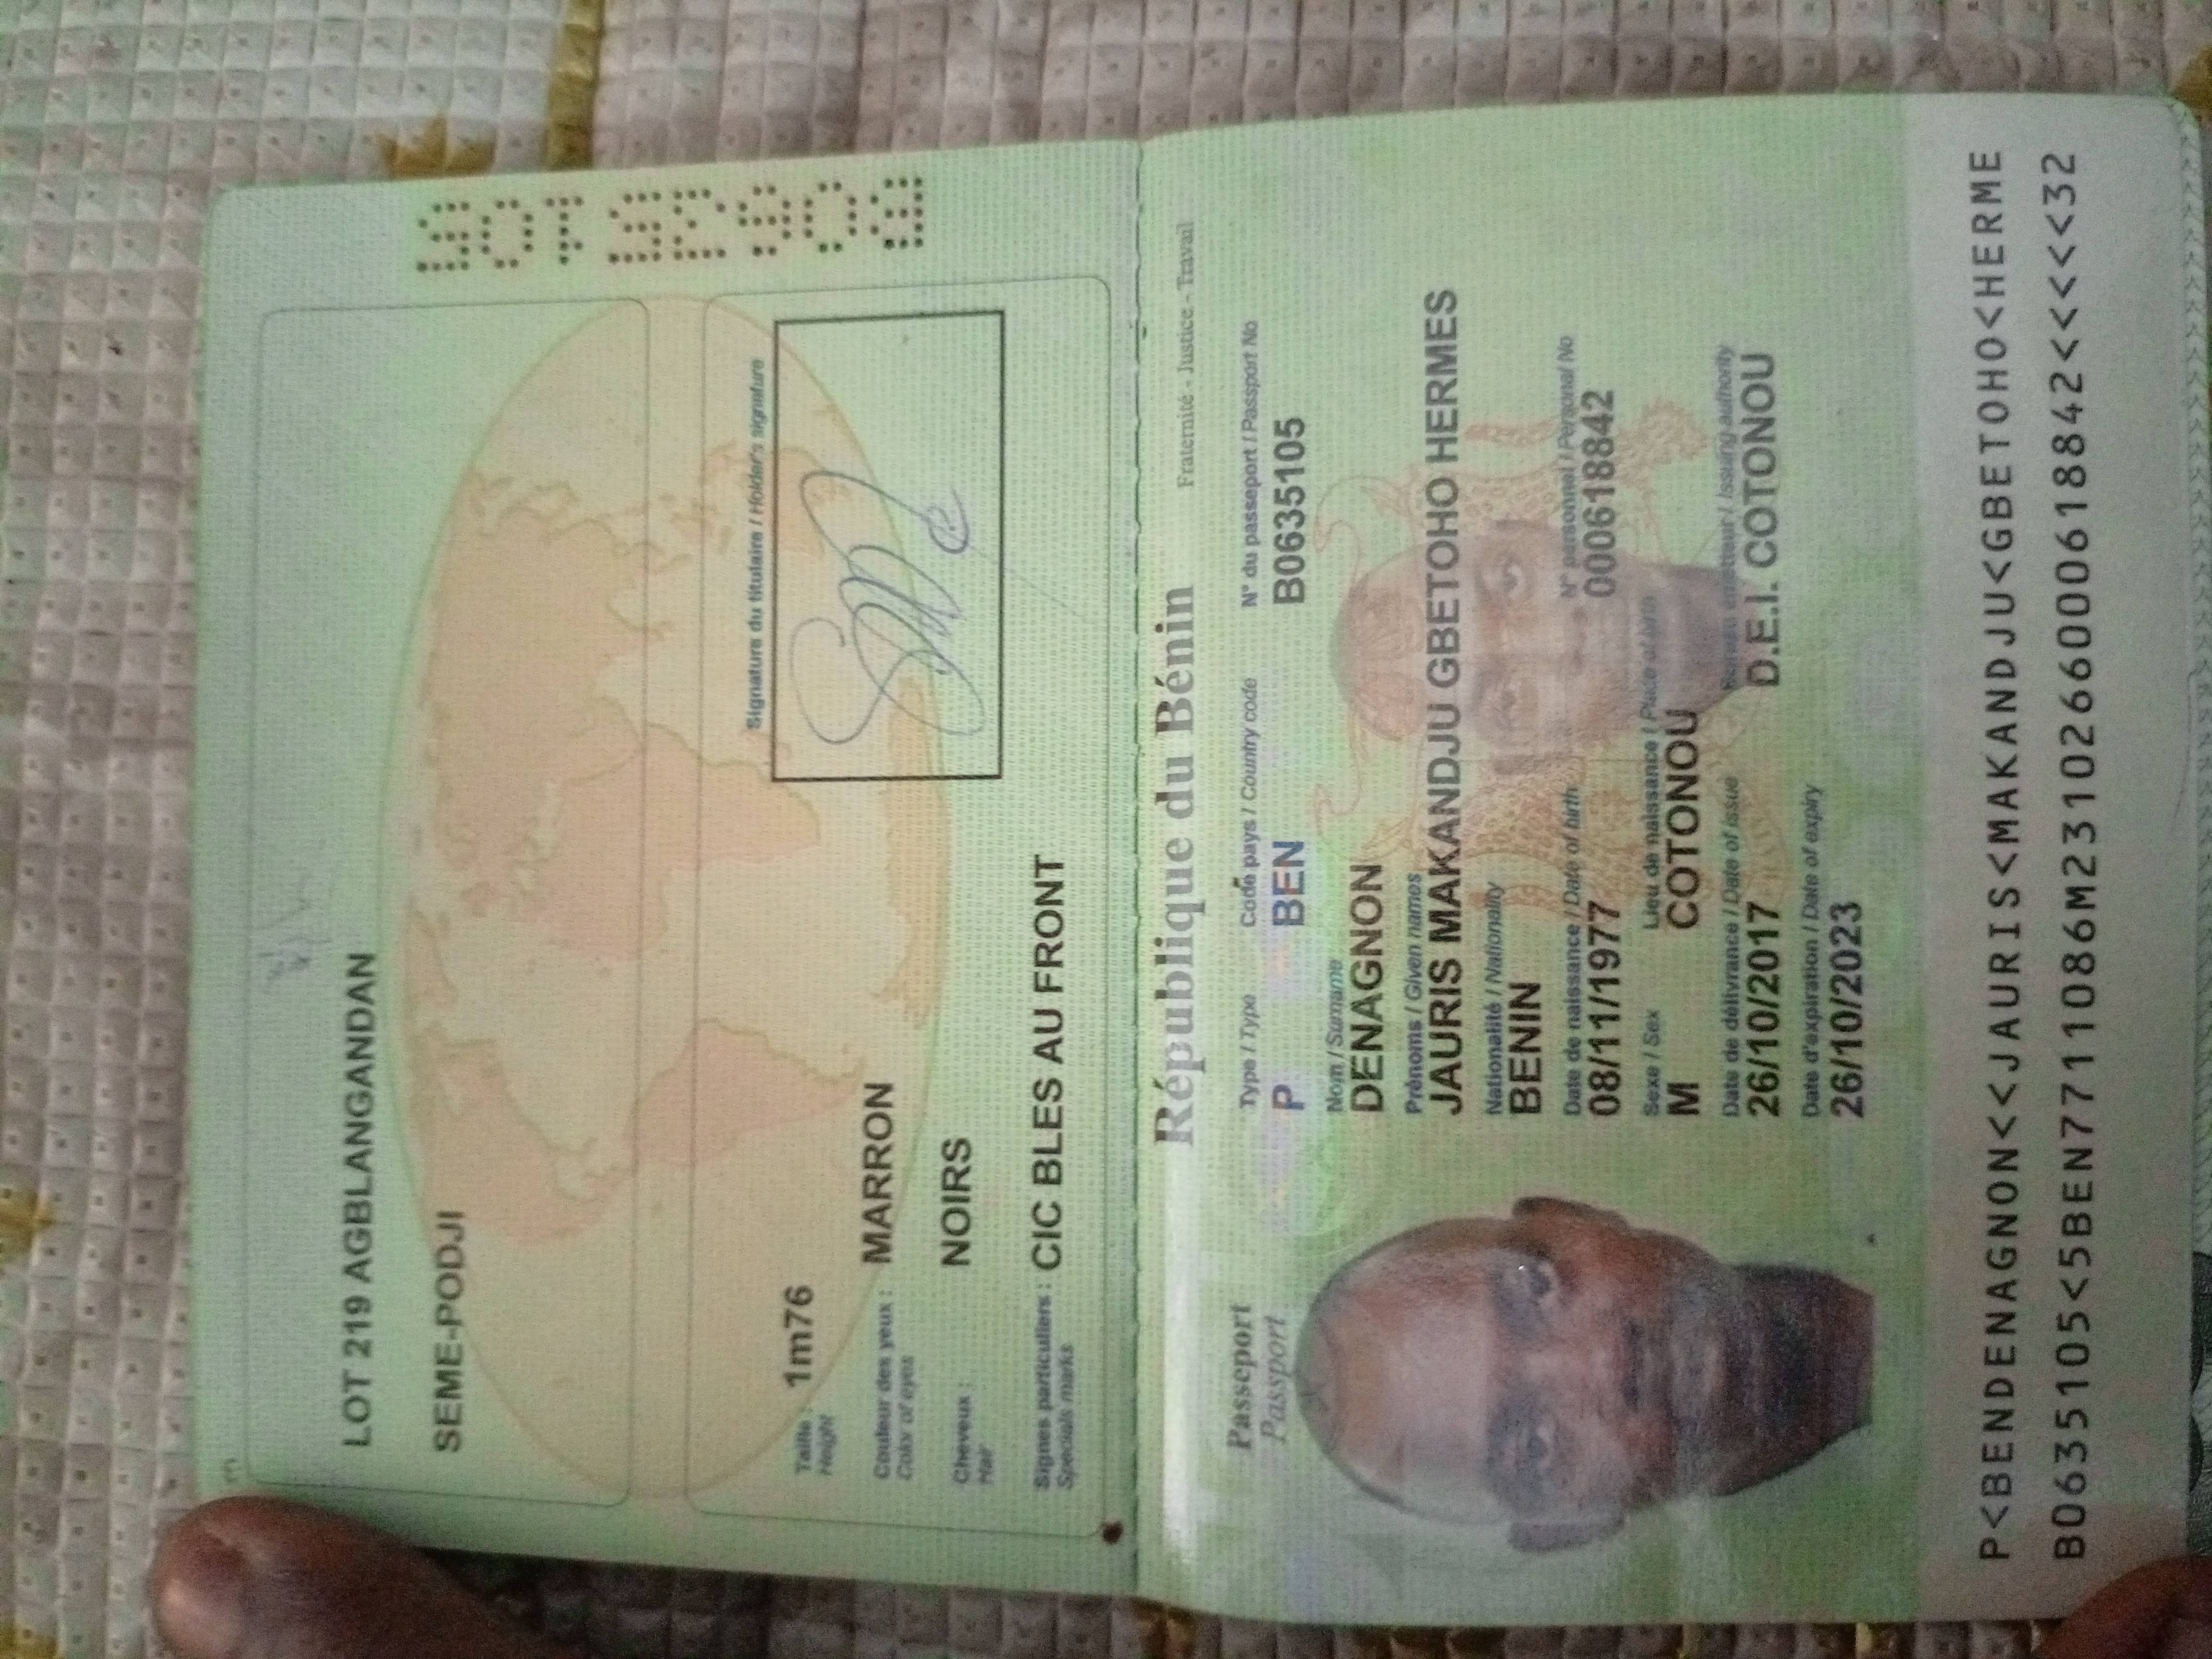 LOT 219 AGBLANGANDAN
SEME-PODJI
B0635105
Signature du titulaire / Holder's signature
Taille : 1m76
Height
Couleur des yeux : MARRON
Color of eyes
Cheveux : NOIRS
Hair
Signes particuliers : CIC BLES AU FRONT
Specials marks
République du Bénin Fraternité - Justice - Travail
Passeport
Passport
Type / Type Code pays / Country code N° du passeport / Passport No
P BEN B0635105
Nom / Surname
DENAGNON
Prénoms / Given names
JAURIS MAKANDJU GBETOHO HERMES
Nationalité / Nationality
BENIN
Date de naissance / Date of birth N° personnel / Personal No
08/11/1977 000618842
Sexe / Sex Lieu de naissance / Place of birth
M COTONOU
Date de délivrance / Date of issue émetteur / Issuing authority
26/10/2017 D.E.I. COTONOU
Date d'expiration / Date of expiry
26/10/2023
P<BENDENAGNON<<JAURIS<MAKANDJU<GBETOHO<HERME
B0635105<5BEN7711086M2310266000618842<<<<<32